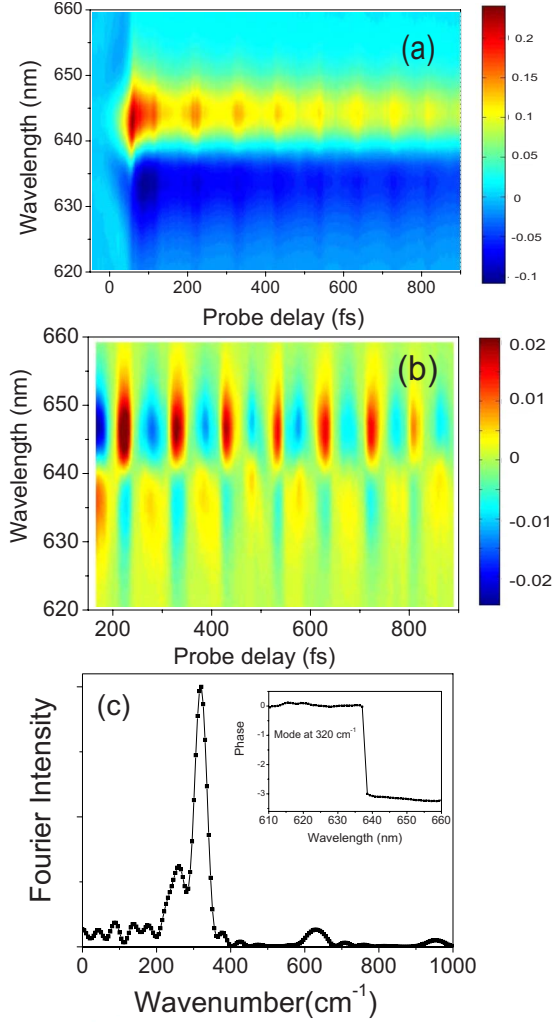 660
650
640
630
620
Wavelength (nm)
(a)
0 200 400 600 800
Probe delay (fs)
0.2
0.15
0.1
0.05
0
-0.05
-0.1
660
650
640
630
620
Wavelength (nm)
(b)
200 400 600 800
Probe delay (fs)
0.02
0.01
0
-0.01
-0.02
(c)
Fourier Intensity
0 200 400 600 800 1000
Wavenumber(cm⁻¹)
0
-1
-2
-3
Phase
Mode at 320 cm⁻¹
610 620 630 640 650 660
Wavelength (nm)